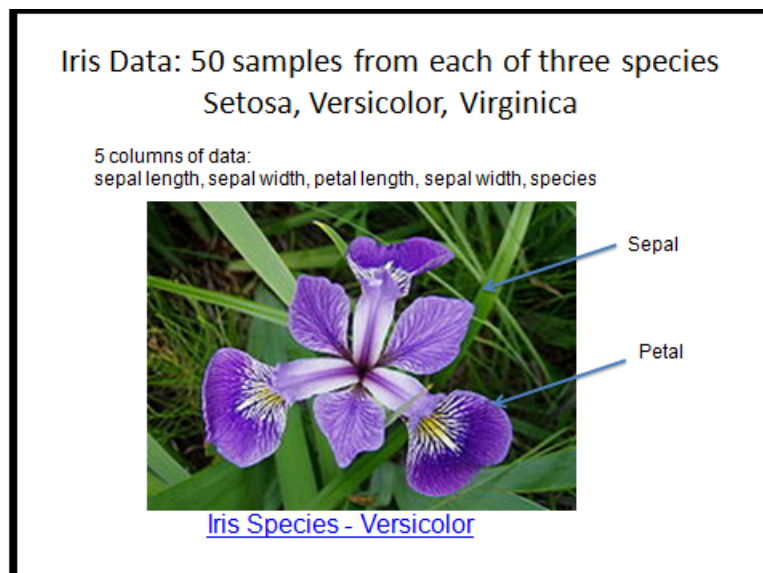 Iris Data: 50 samples from each of three species
Setosa, Versicolor, Virginica
5 columns of data:
sepal length, sepal width, petal length, sepal width, species
Sepal
Petal
Iris Species - Versicolor